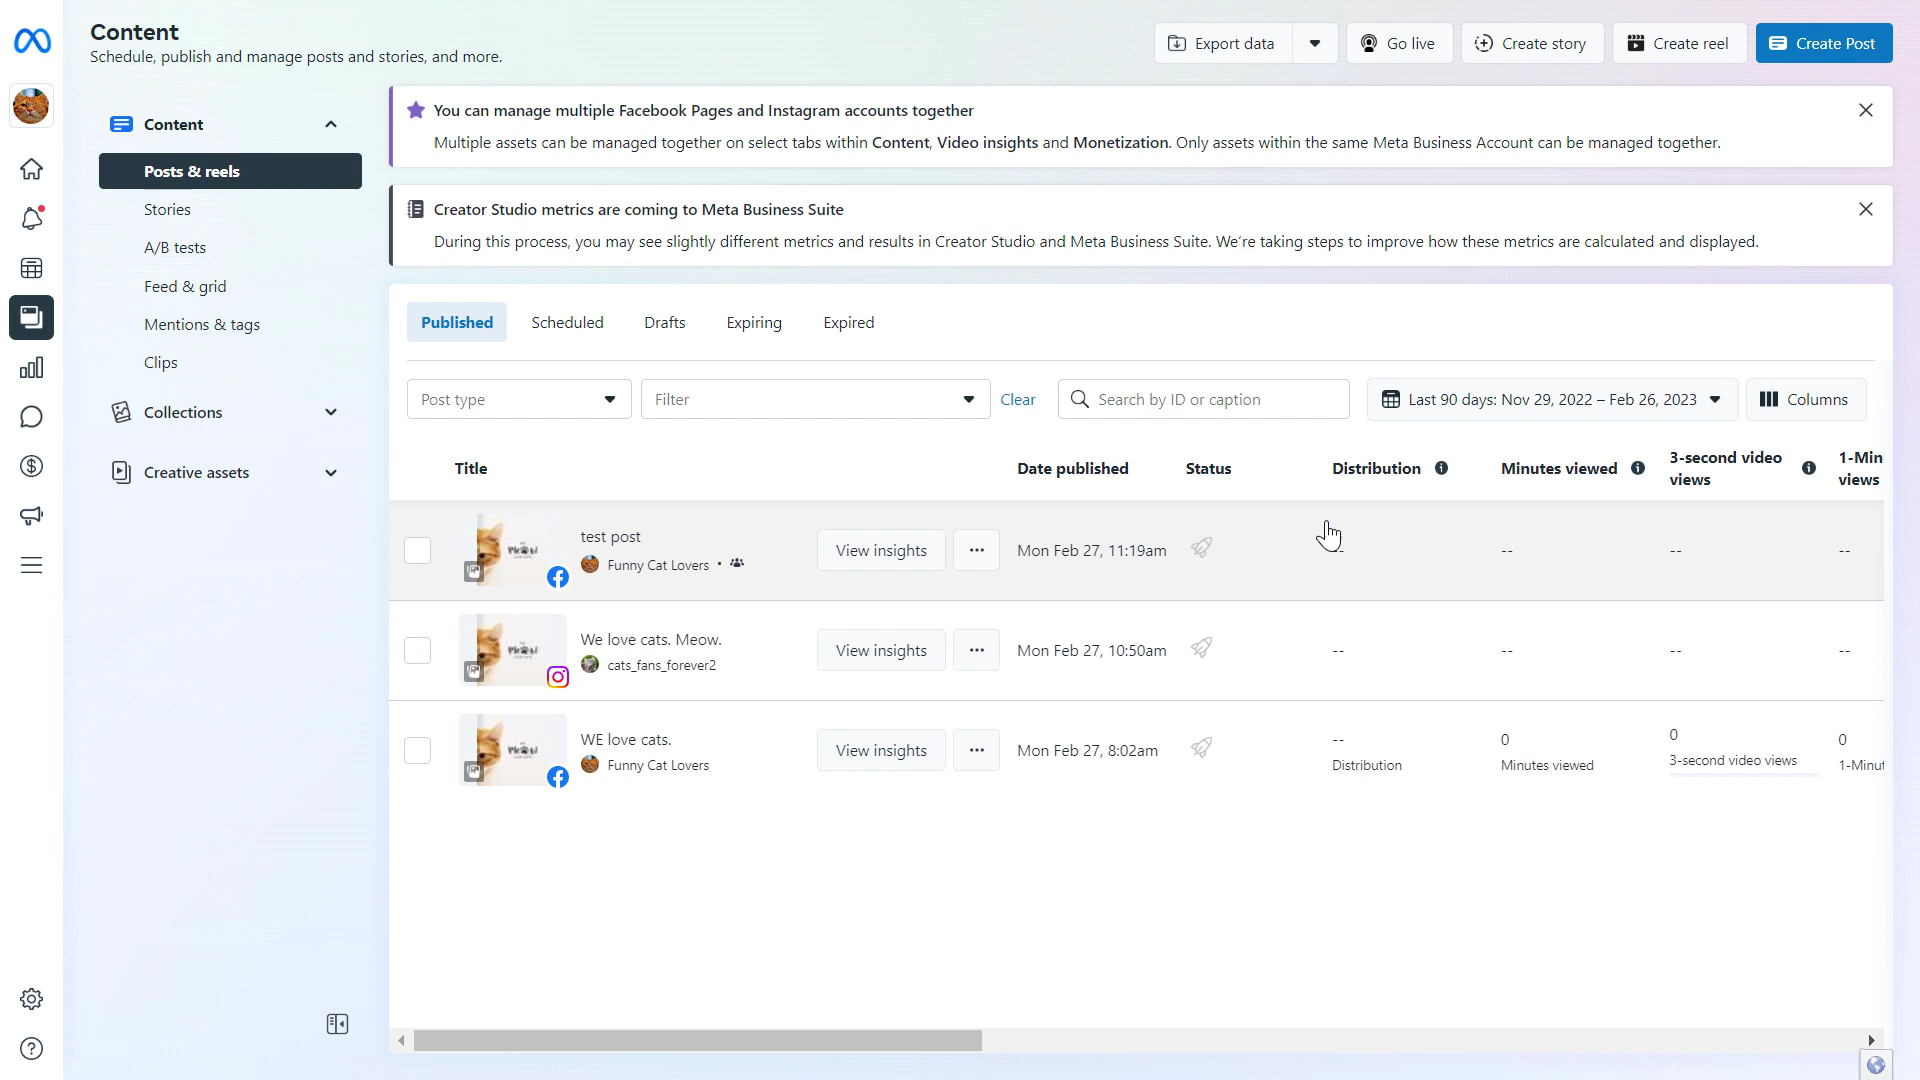 Content
Schedule, publish and manage posts and stories, and more.
Export data
Go live
Create story
Create reel
Create Post
Content
Posts & reels
Stories
A/B tests
Feed & grid
Mentions & tags
Clips
Collections
Creative assets
You can manage multiple Facebook Pages and Instagram accounts together
Multiple assets can be managed together on select tabs within Content, Video insights and Monetization. Only assets within the same Meta Business Account can be managed together.
Creator Studio metrics are coming to Meta Business Suite
During this process, you may see slightly different metrics and results in Creator Studio and Meta Business Suite. We're taking steps to improve how these metrics are calculated and displayed.
Published Scheduled Drafts Expiring Expired
Post type Filter Clear Search by ID or caption Last 90 days: Nov 29, 2022 – Feb 26, 2023 Columns
Title Date published Status Distribution Minutes viewed 3-second video 1-Min
views views
test post
View insights ... Mon Feb 27, 11:19am -- -- -- --
Funny Cat Lovers •
We love cats. Meow.
View insights ... Mon Feb 27, 10:50am -- -- -- --
cats_fans_forever2
WE love cats. -- 0 0 0
View insights ... Mon Feb 27, 8:02am
Funny Cat Lovers Distribution Minutes viewed 3-second video views 1-Minut